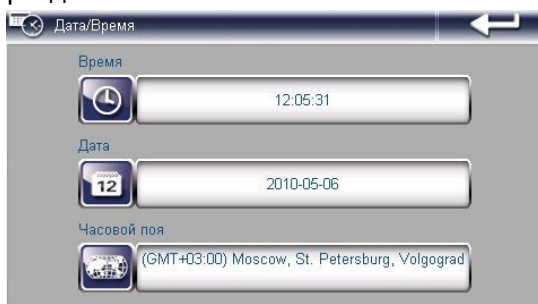 Дата/Время
Время
12:05:31
Дата
12
2010-05-06
Часовой поя
(GMT+03:00) Moscow, St. Petersburg, Volgograd